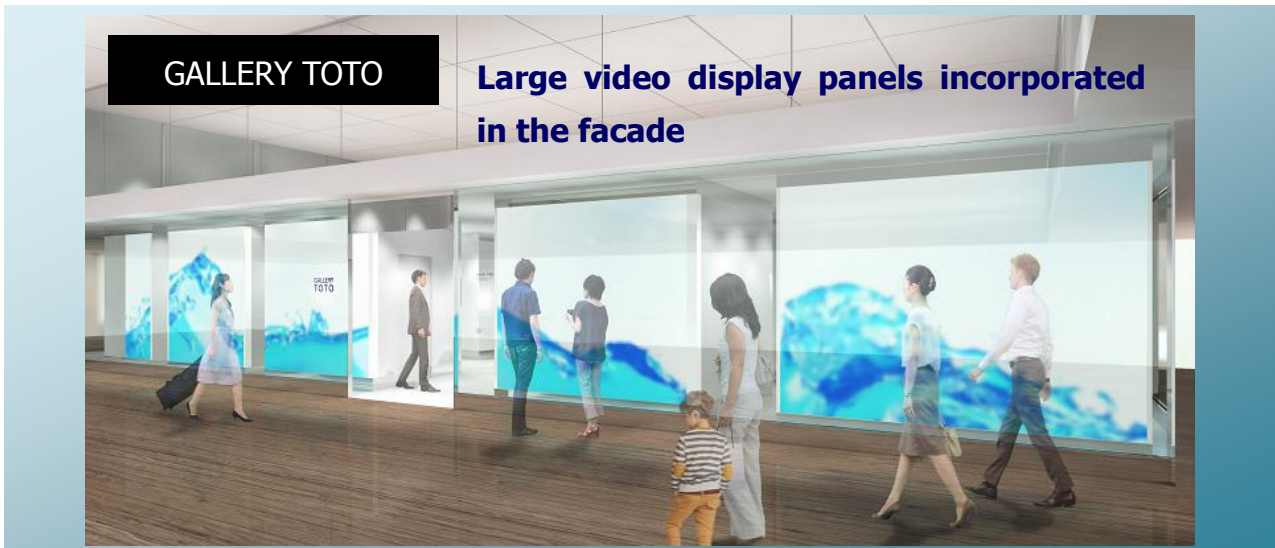 GALLERY TOTO
Large video display panels incorporated
in the facade
GALLERY
TOTO